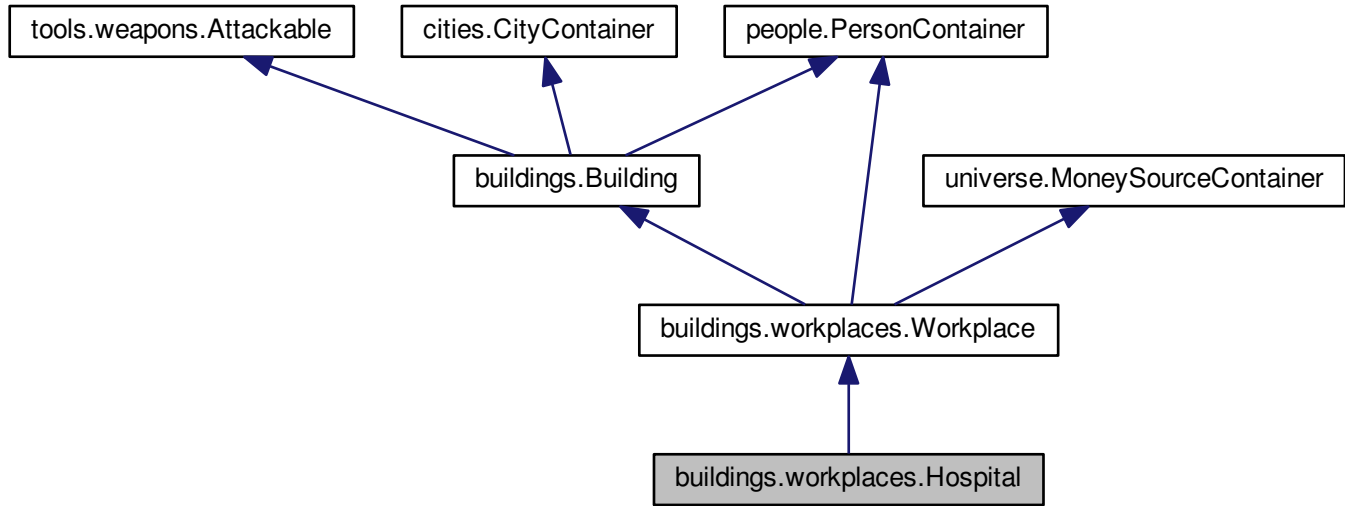 tools.weapons.Attackable
cities.CityContainer
people.PersonContainer
buildings.Building
universe.MoneySourceContainer
buildings.workplaces.Workplace
buildings.workplaces.Hospital